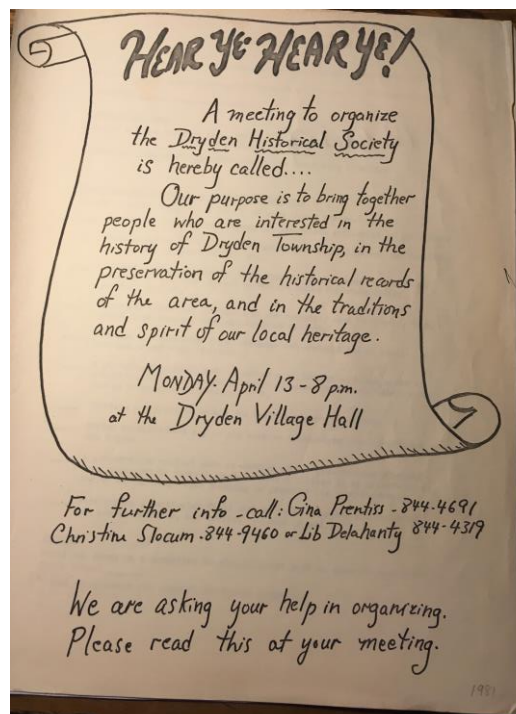 HEAR YE HEAR YE!
A meeting to organize
the Dryden Historical Society
is hereby called....
Our purpose is to bring together
people who are interested in the
history of Dryden Township, in the
preservation of the historical records
of the area, and in the traditions
and spirit of our local heritage.
MONDAY. April 13 - 8 p.m.
at the Dryden Village Hall
For further info - call: Gina Prentiss - 844-4691
Christine Slocum - 844-9460 or Lib Delahanty 844-4319
We are asking your help in organizing.
Please read this at your meeting.
1981